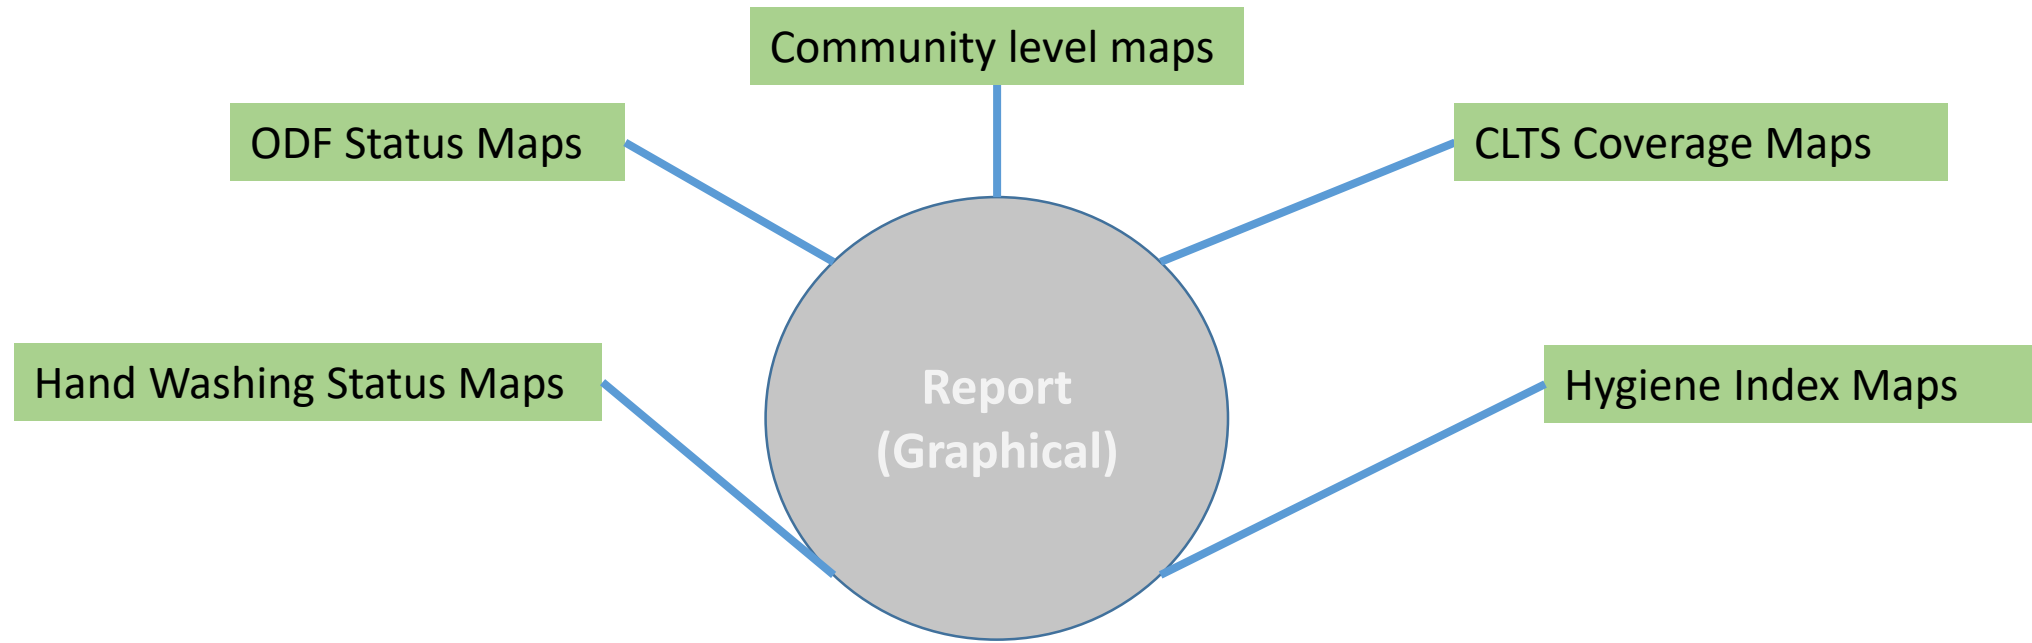 Community level maps
ODF Status Maps
CLTS Coverage Maps
Hand Washing Status Maps
Hygiene Index Maps
Report
(Graphical)